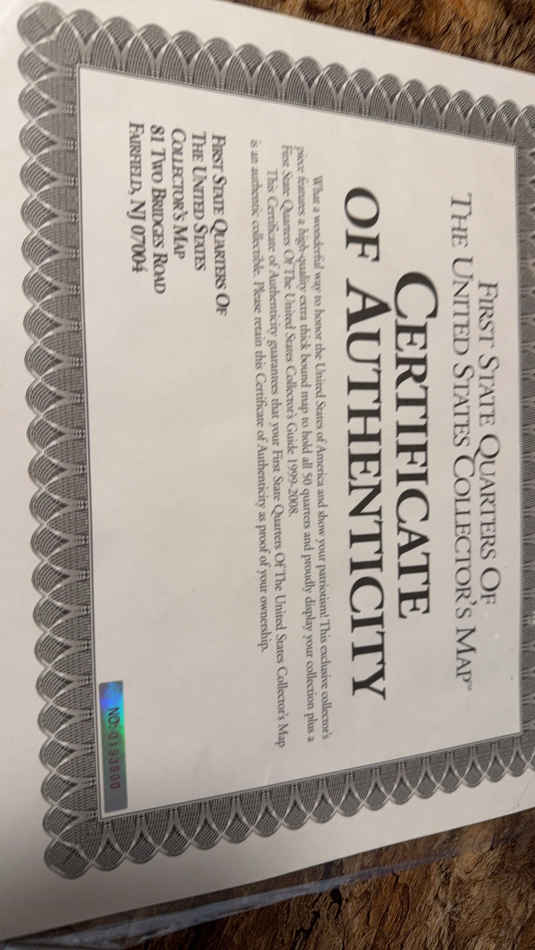 FIRST STATE QUARTERS OF
THE UNITED STATES COLLECTOR'S MAP™
CERTIFICATE
OF AUTHENTICITY
What a wonderful way to honor the United States of America and show your patriotism! This exclusive collector's
piece features a high-quality extra thick bound map to hold all 50 quarters and proudly display your collection plus a
First State Quarters Of The United States Collector's Guide 1999-2008.
This Certificate of Authenticity guarantees that your First State Quarters Of The United States Collector's Map
is an authentic collectible. Please retain this Certificate of Authenticity as proof of your ownership.
FIRST STATE QUARTERS OF
THE UNITED STATES
COLLECTOR'S MAP
81 TWO BRIDGES ROAD
FAIRFIELD, NJ 07004